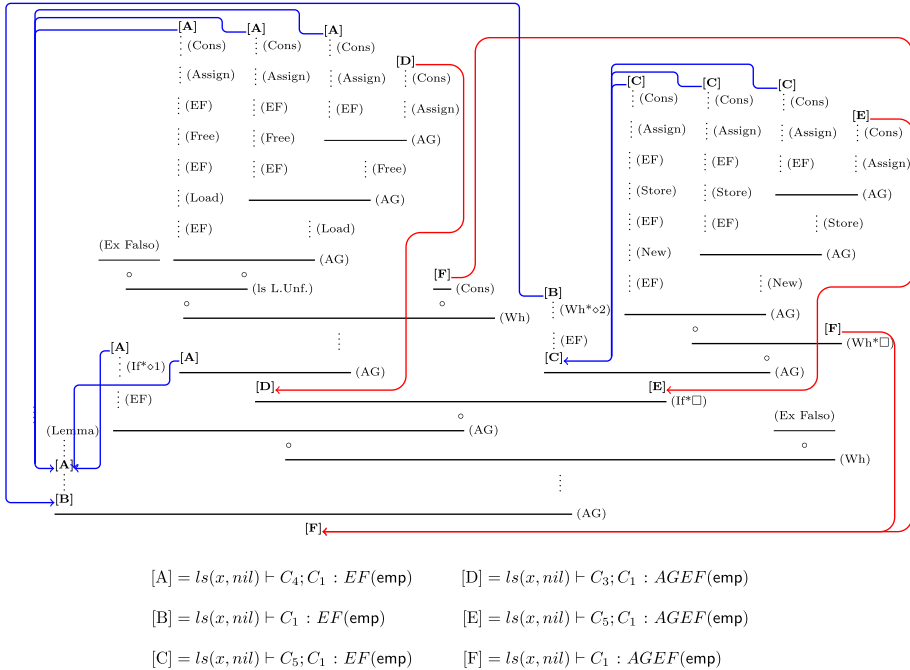 [A] [A] [A]
(Cons) (Cons) (Cons)
[D]
(Assign) (Assign) (Assign) (Cons)
[C] [C] [C]
(Cons) (Cons) (Cons)
(EF) (EF) (EF) (Assign)
[E]
(Assign) (Assign) (Assign) (Cons)
(Free) (Free) (AG)
(EF) (EF) (EF) (Assign)
(EF) (EF) (Free)
(Store) (Store) (AG)
(Load) (AG)
(EF) (EF) (Store)
(EF) (Load)
(Ex Falso) (New) (AG)
(AG)
[F]
(EF) (New)
(ls L.Unf.) (Cons)
[B]
(Wh*⋄2) (AG)
(Wh)
[F]
(EF) (Wh*□)
[A] [A] [C]
(If*⋄1) (AG) (AG)
[D] [E]
(EF) (If*□)
(Ex Falso)
(Lemma) (AG)
(Wh)
[A]
[B]
(AG)
[F]
[A] = ls(x, nil) ⊢ C₄; C₁ : EF(emp) [D] = ls(x, nil) ⊢ C₃; C₁ : AGEF(emp)
[B] = ls(x, nil) ⊢ C₁ : EF(emp) [E] = ls(x, nil) ⊢ C₅; C₁ : AGEF(emp)
[C] = ls(x, nil) ⊢ C₅; C₁ : EF(emp) [F] = ls(x, nil) ⊢ C₁ : AGEF(emp)